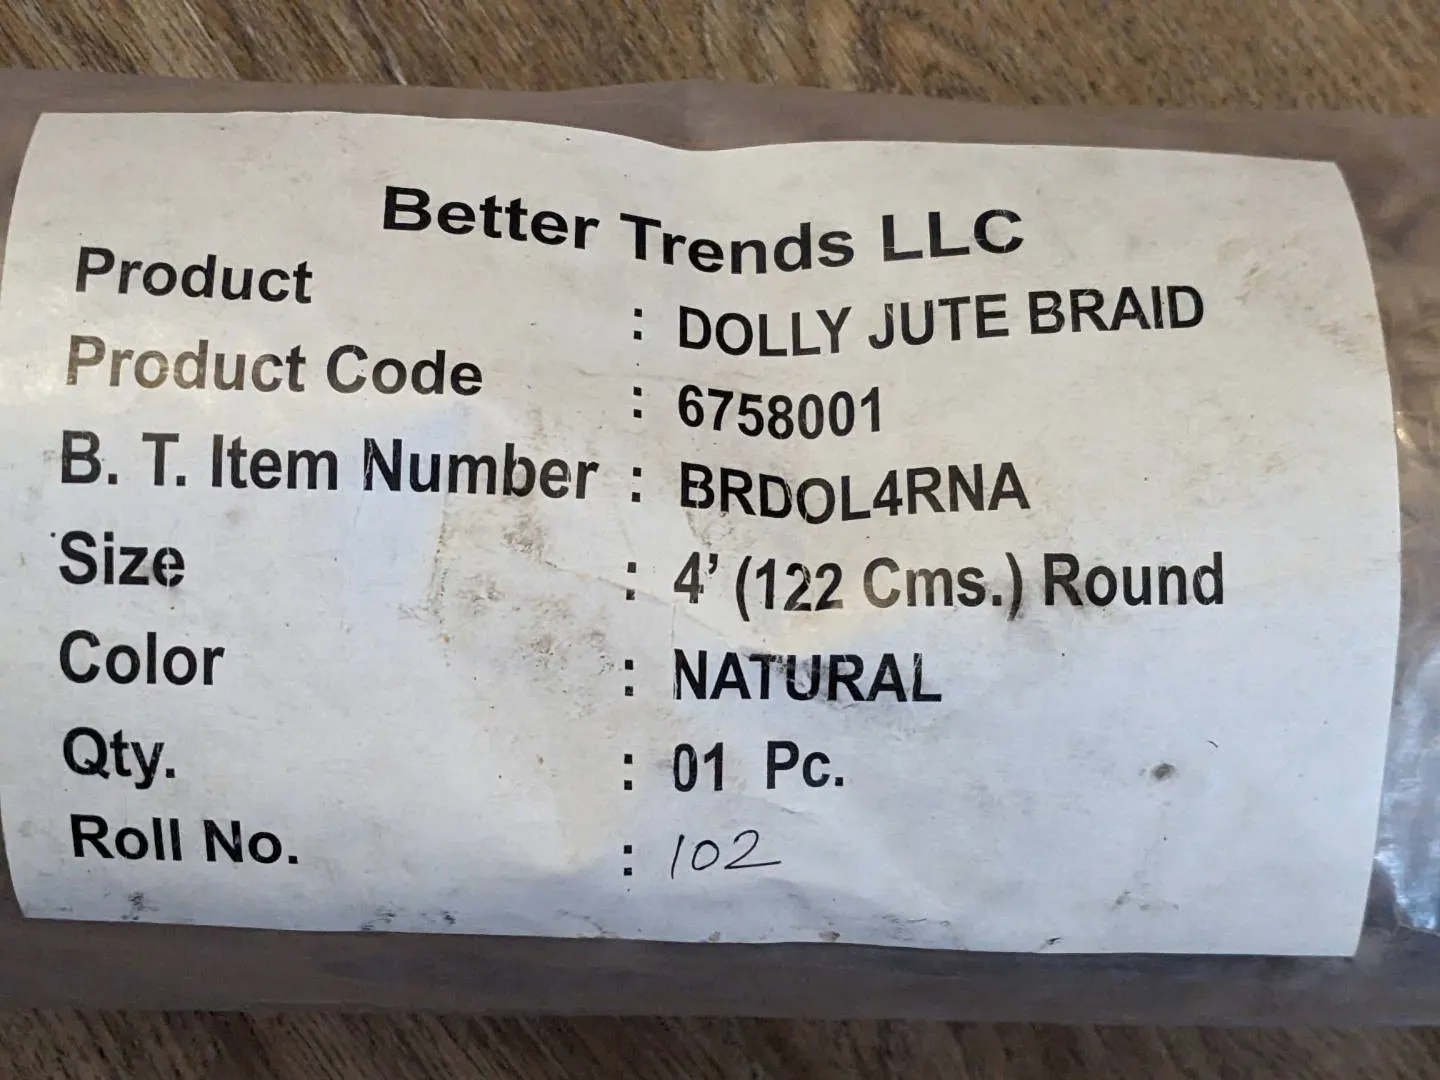 Better Trends LLC
Product : DOLLY JUTE BRAID
Product Code : 6758001
B. T. Item Number : BRDOL4RNA
Size : 4’ (122 Cms.) Round
Color : NATURAL
Qty. : 01 Pc.
Roll No. : 102